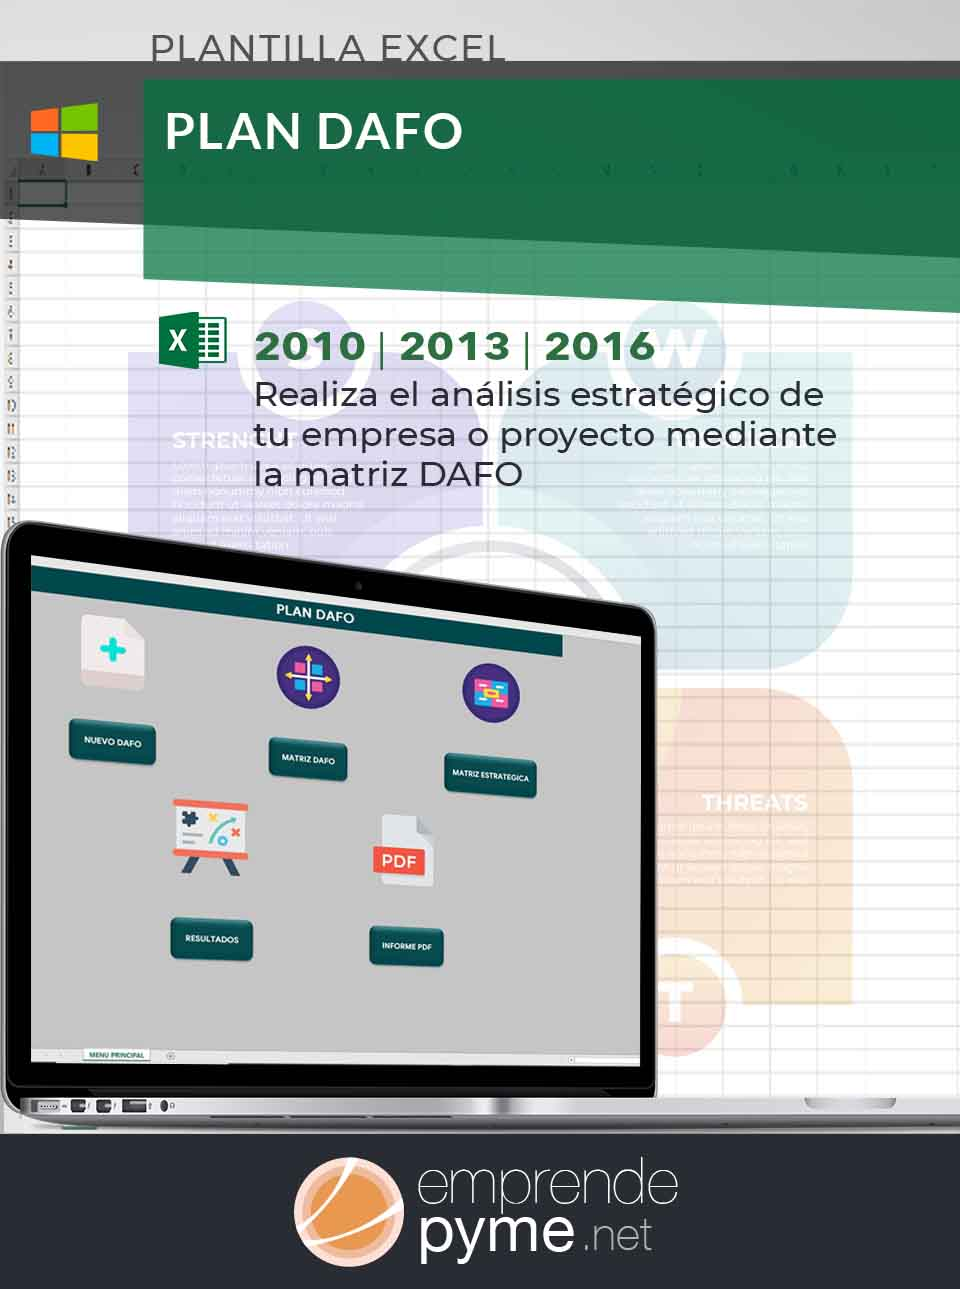 PLANTILLA EXCEL
PLAN DAFO
X
2010 | 2013 | 2016
Realiza el análisis estratégico de
tu empresa o proyecto mediante
la matriz DAFO
S
W
THREATS
T
PLAN DAFO
NUEVO DAFO
MATRIZ DAFO
MATRIZ ESTRATEGICA
PDF
RESULTADOS
INFORME PDF
MENU PRINCIPAL
emprende
pyme.net